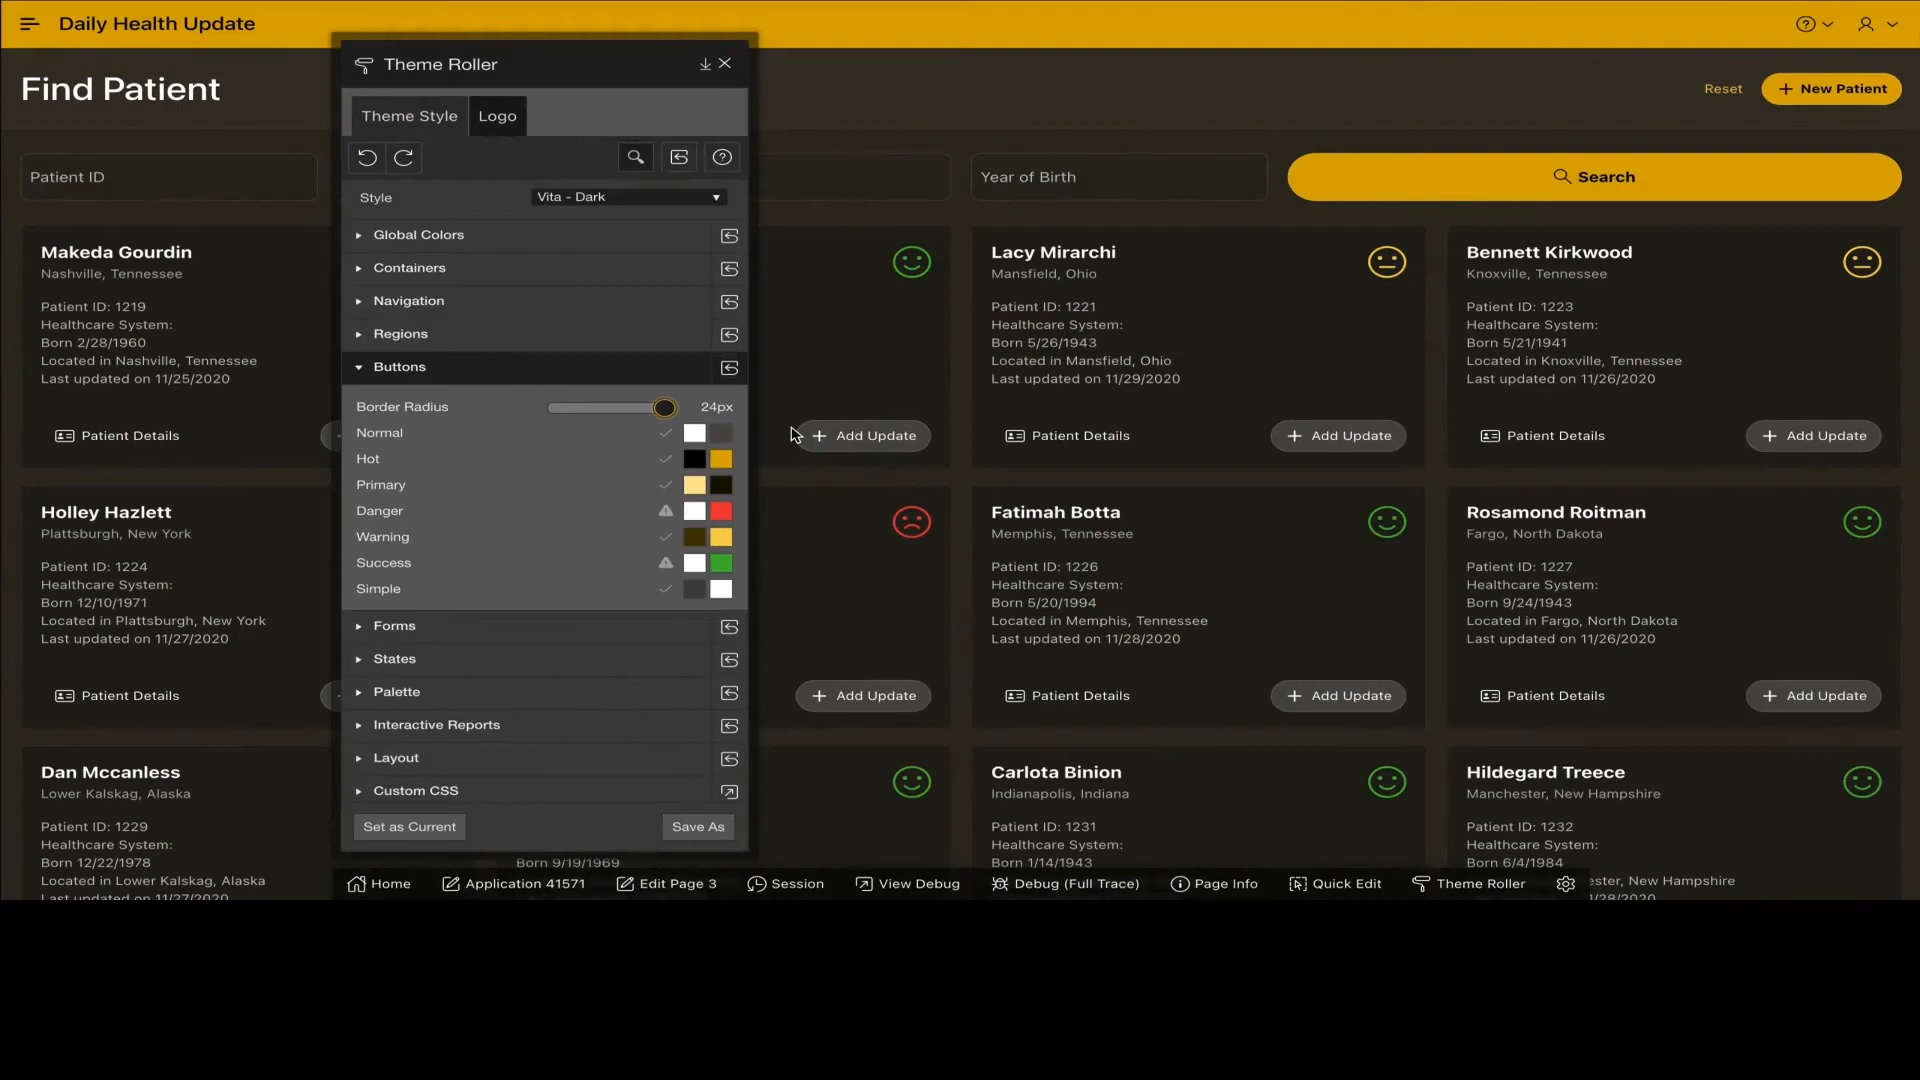 Daily Health Update
Find Patient
Reset
+ New Patient
Patient ID
Year of Birth
Search
Theme Roller
Theme Style
Logo
Style
Vita - Dark
Global Colors
Containers
Navigation
Regions
Buttons
Border Radius
24px
Normal
Hot
Primary
Danger
Warning
Success
Simple
Forms
States
Palette
Interactive Reports
Layout
Custom CSS
Set as Current
Save As
Makeda Gourdin
Nashville, Tennessee
Patient ID: 1219
Healthcare System:
Born 2/28/1960
Located in Nashville, Tennessee
Last updated on 11/25/2020
Patient Details
+ Add Update
Lacy Mirarchi
Mansfield, Ohio
Patient ID: 1221
Healthcare System:
Born 5/26/1943
Located in Mansfield, Ohio
Last updated on 11/29/2020
Patient Details
+ Add Update
Bennett Kirkwood
Knoxville, Tennessee
Patient ID: 1223
Healthcare System:
Born 5/21/1941
Located in Knoxville, Tennessee
Last updated on 11/26/2020
Patient Details
+ Add Update
Holley Hazlett
Plattsburgh, New York
Patient ID: 1224
Healthcare System:
Born 12/10/1971
Located in Plattsburgh, New York
Last updated on 11/27/2020
Patient Details
+ Add Update
Fatimah Botta
Memphis, Tennessee
Patient ID: 1226
Healthcare System:
Born 5/20/1994
Located in Memphis, Tennessee
Last updated on 11/28/2020
Patient Details
+ Add Update
Rosamond Roitman
Fargo, North Dakota
Patient ID: 1227
Healthcare System:
Born 9/24/1943
Located in Fargo, North Dakota
Last updated on 11/26/2020
Patient Details
+ Add Update
Dan Mccanless
Lower Kalskag, Alaska
Patient ID: 1229
Healthcare System:
Born 12/22/1978
Located in Lower Kalskag, Alaska
Last updated on 11/27/2020
Born 9/19/1969
Carlota Binion
Indianapolis, Indiana
Patient ID: 1231
Healthcare System:
Born 1/14/1943
Hildegard Treece
Manchester, New Hampshire
Patient ID: 1232
Healthcare System:
Born 6/4/1984
ester, New Hampshire
/28/2020
Home
Application 41571
Edit Page 3
Session
View Debug
Debug (Full Trace)
Page Info
Quick Edit
Theme Roller